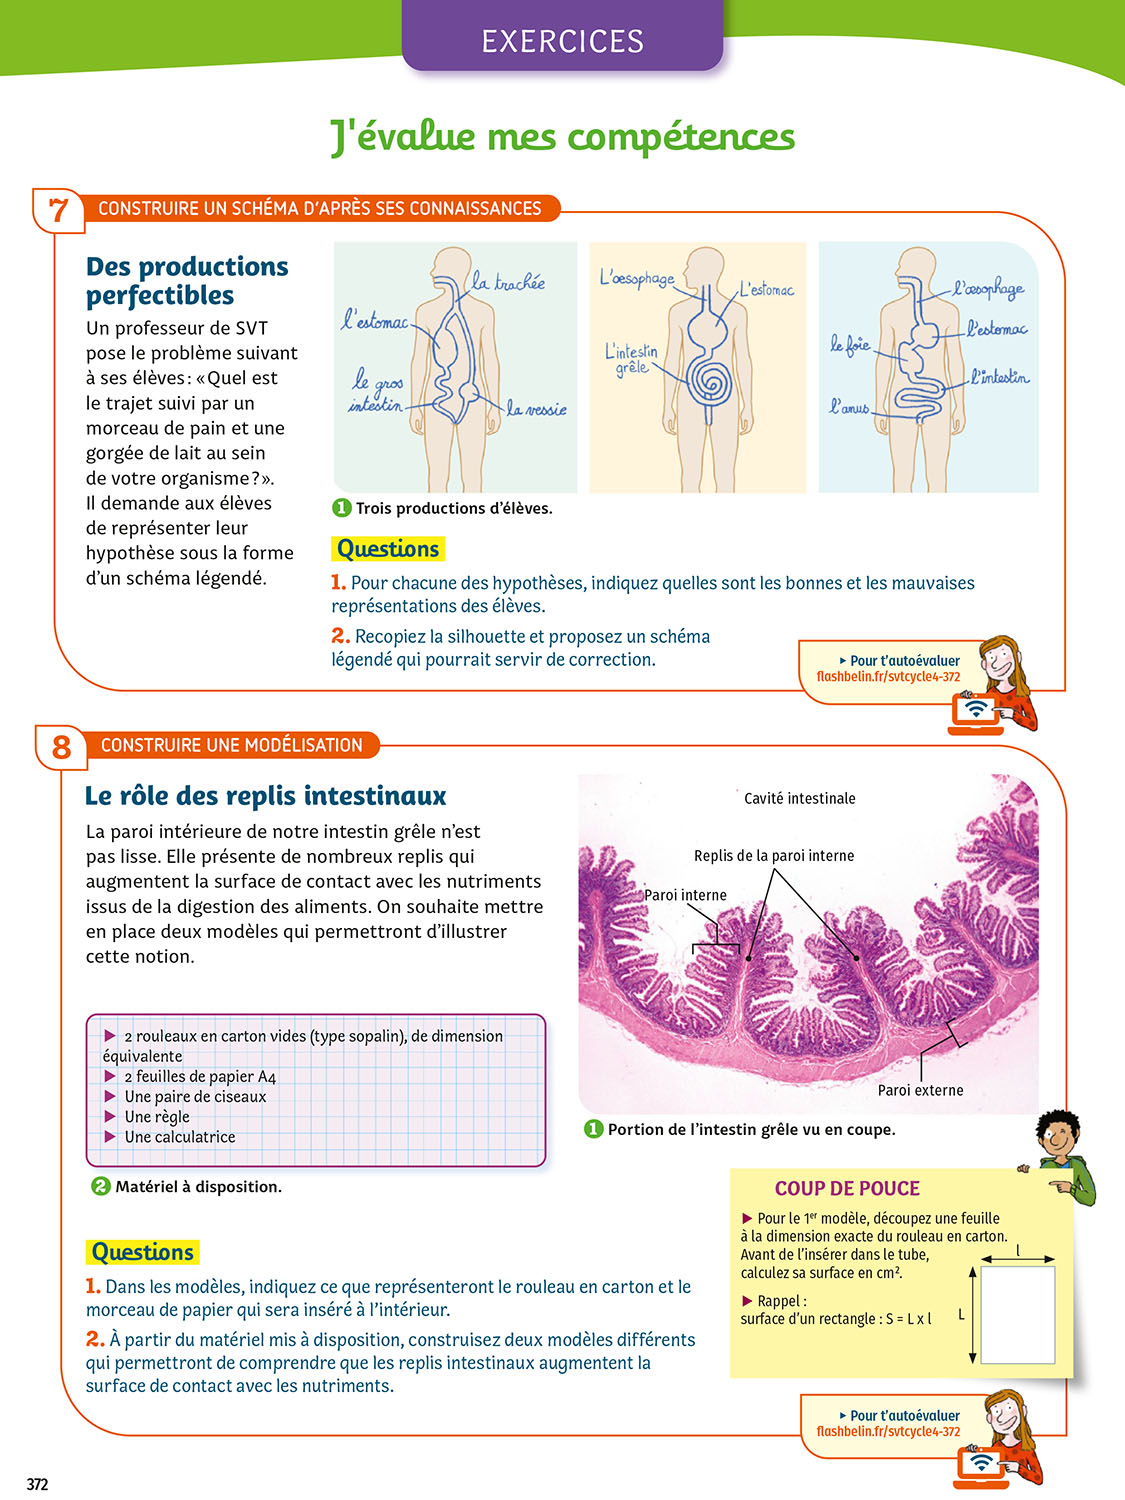 EXERCICES
J'évalue mes compétences
7
CONSTRUIRE UN SCHÉMA D'APRÈS SES CONNAISSANCES
Des productions
perfectibles
Un professeur de SVT
pose le problème suivant
à ses élèves : « Quel est
le trajet suivi par un
morceau de pain et une
gorgée de lait au sein
de votre organisme ? ».
Il demande aux élèves
de représenter leur
hypothèse sous la forme
d'un schéma légendé.
la trachée
l'estomac
le gros
intestin
la vessie
L'œsophage
L'estomac
L'intestin
grêle
l'œsophage
l'estomac
le foie
l'intestin
l'anus
1 Trois productions d'élèves.
Questions
1. Pour chacune des hypothèses, indiquez quelles sont les bonnes et les mauvaises
représentations des élèves.
2. Recopiez la silhouette et proposez un schéma
légendé qui pourrait servir de correction.
▸ Pour t'autoévaluer
flashbelin.fr/svtcycle4-372
8
CONSTRUIRE UNE MODÉLISATION
Le rôle des replis intestinaux
La paroi intérieure de notre intestin grêle n'est
pas lisse. Elle présente de nombreux replis qui
augmentent la surface de contact avec les nutriments
issus de la digestion des aliments. On souhaite mettre
en place deux modèles qui permettront d'illustrer
cette notion.
▸ 2 rouleaux en carton vides (type sopalin), de dimension
équivalente
▸ 2 feuilles de papier A4
▸ Une paire de ciseaux
▸ Une règle
▸ Une calculatrice
2 Matériel à disposition.
Cavité intestinale
Replis de la paroi interne
Paroi interne
Paroi externe
1 Portion de l'intestin grêle vu en coupe.
Questions
1. Dans les modèles, indiquez ce que représenteront le rouleau en carton et le
morceau de papier qui sera inséré à l'intérieur.
2. À partir du matériel mis à disposition, construisez deux modèles différents
qui permettront de comprendre que les replis intestinaux augmentent la
surface de contact avec les nutriments.
COUP DE POUCE
▸ Pour le 1er modèle, découpez une feuille
à la dimension exacte du rouleau en carton.
Avant de l'insérer dans le tube,
calculez sa surface en cm².
▸ Rappel :
surface d'un rectangle : S = L x l
l
L
▸ Pour t'autoévaluer
flashbelin.fr/svtcycle4-372
372